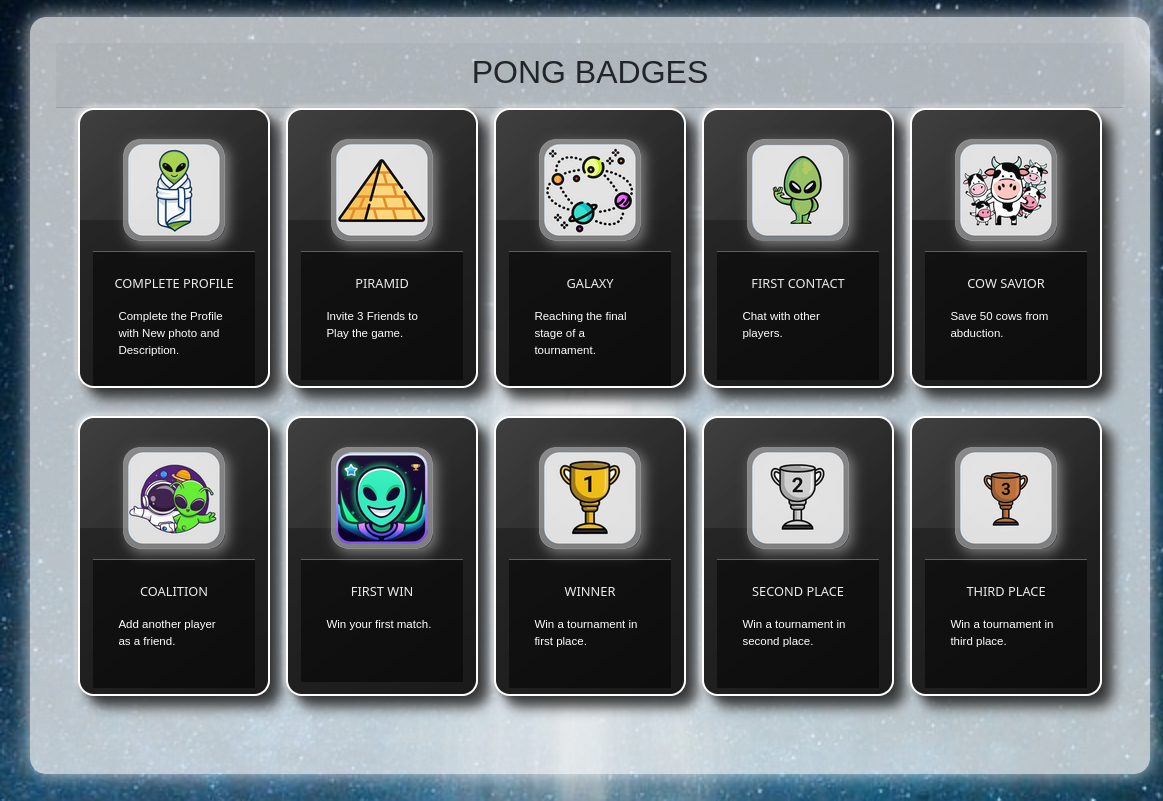 PONG BADGES
COMPLETE PROFILE
Complete the Profile
with New photo and
Description.
PIRAMID
Invite 3 Friends to
Play the game.
GALAXY
Reaching the final
stage of a
tournament.
FIRST CONTACT
Chat with other
players.
COW SAVIOR
Save 50 cows from
abduction.
COALITION
Add another player
as a friend.
FIRST WIN
Win your first match.
1
WINNER
Win a tournament in
first place.
2
SECOND PLACE
Win a tournament in
second place.
3
THIRD PLACE
Win a tournament in
third place.